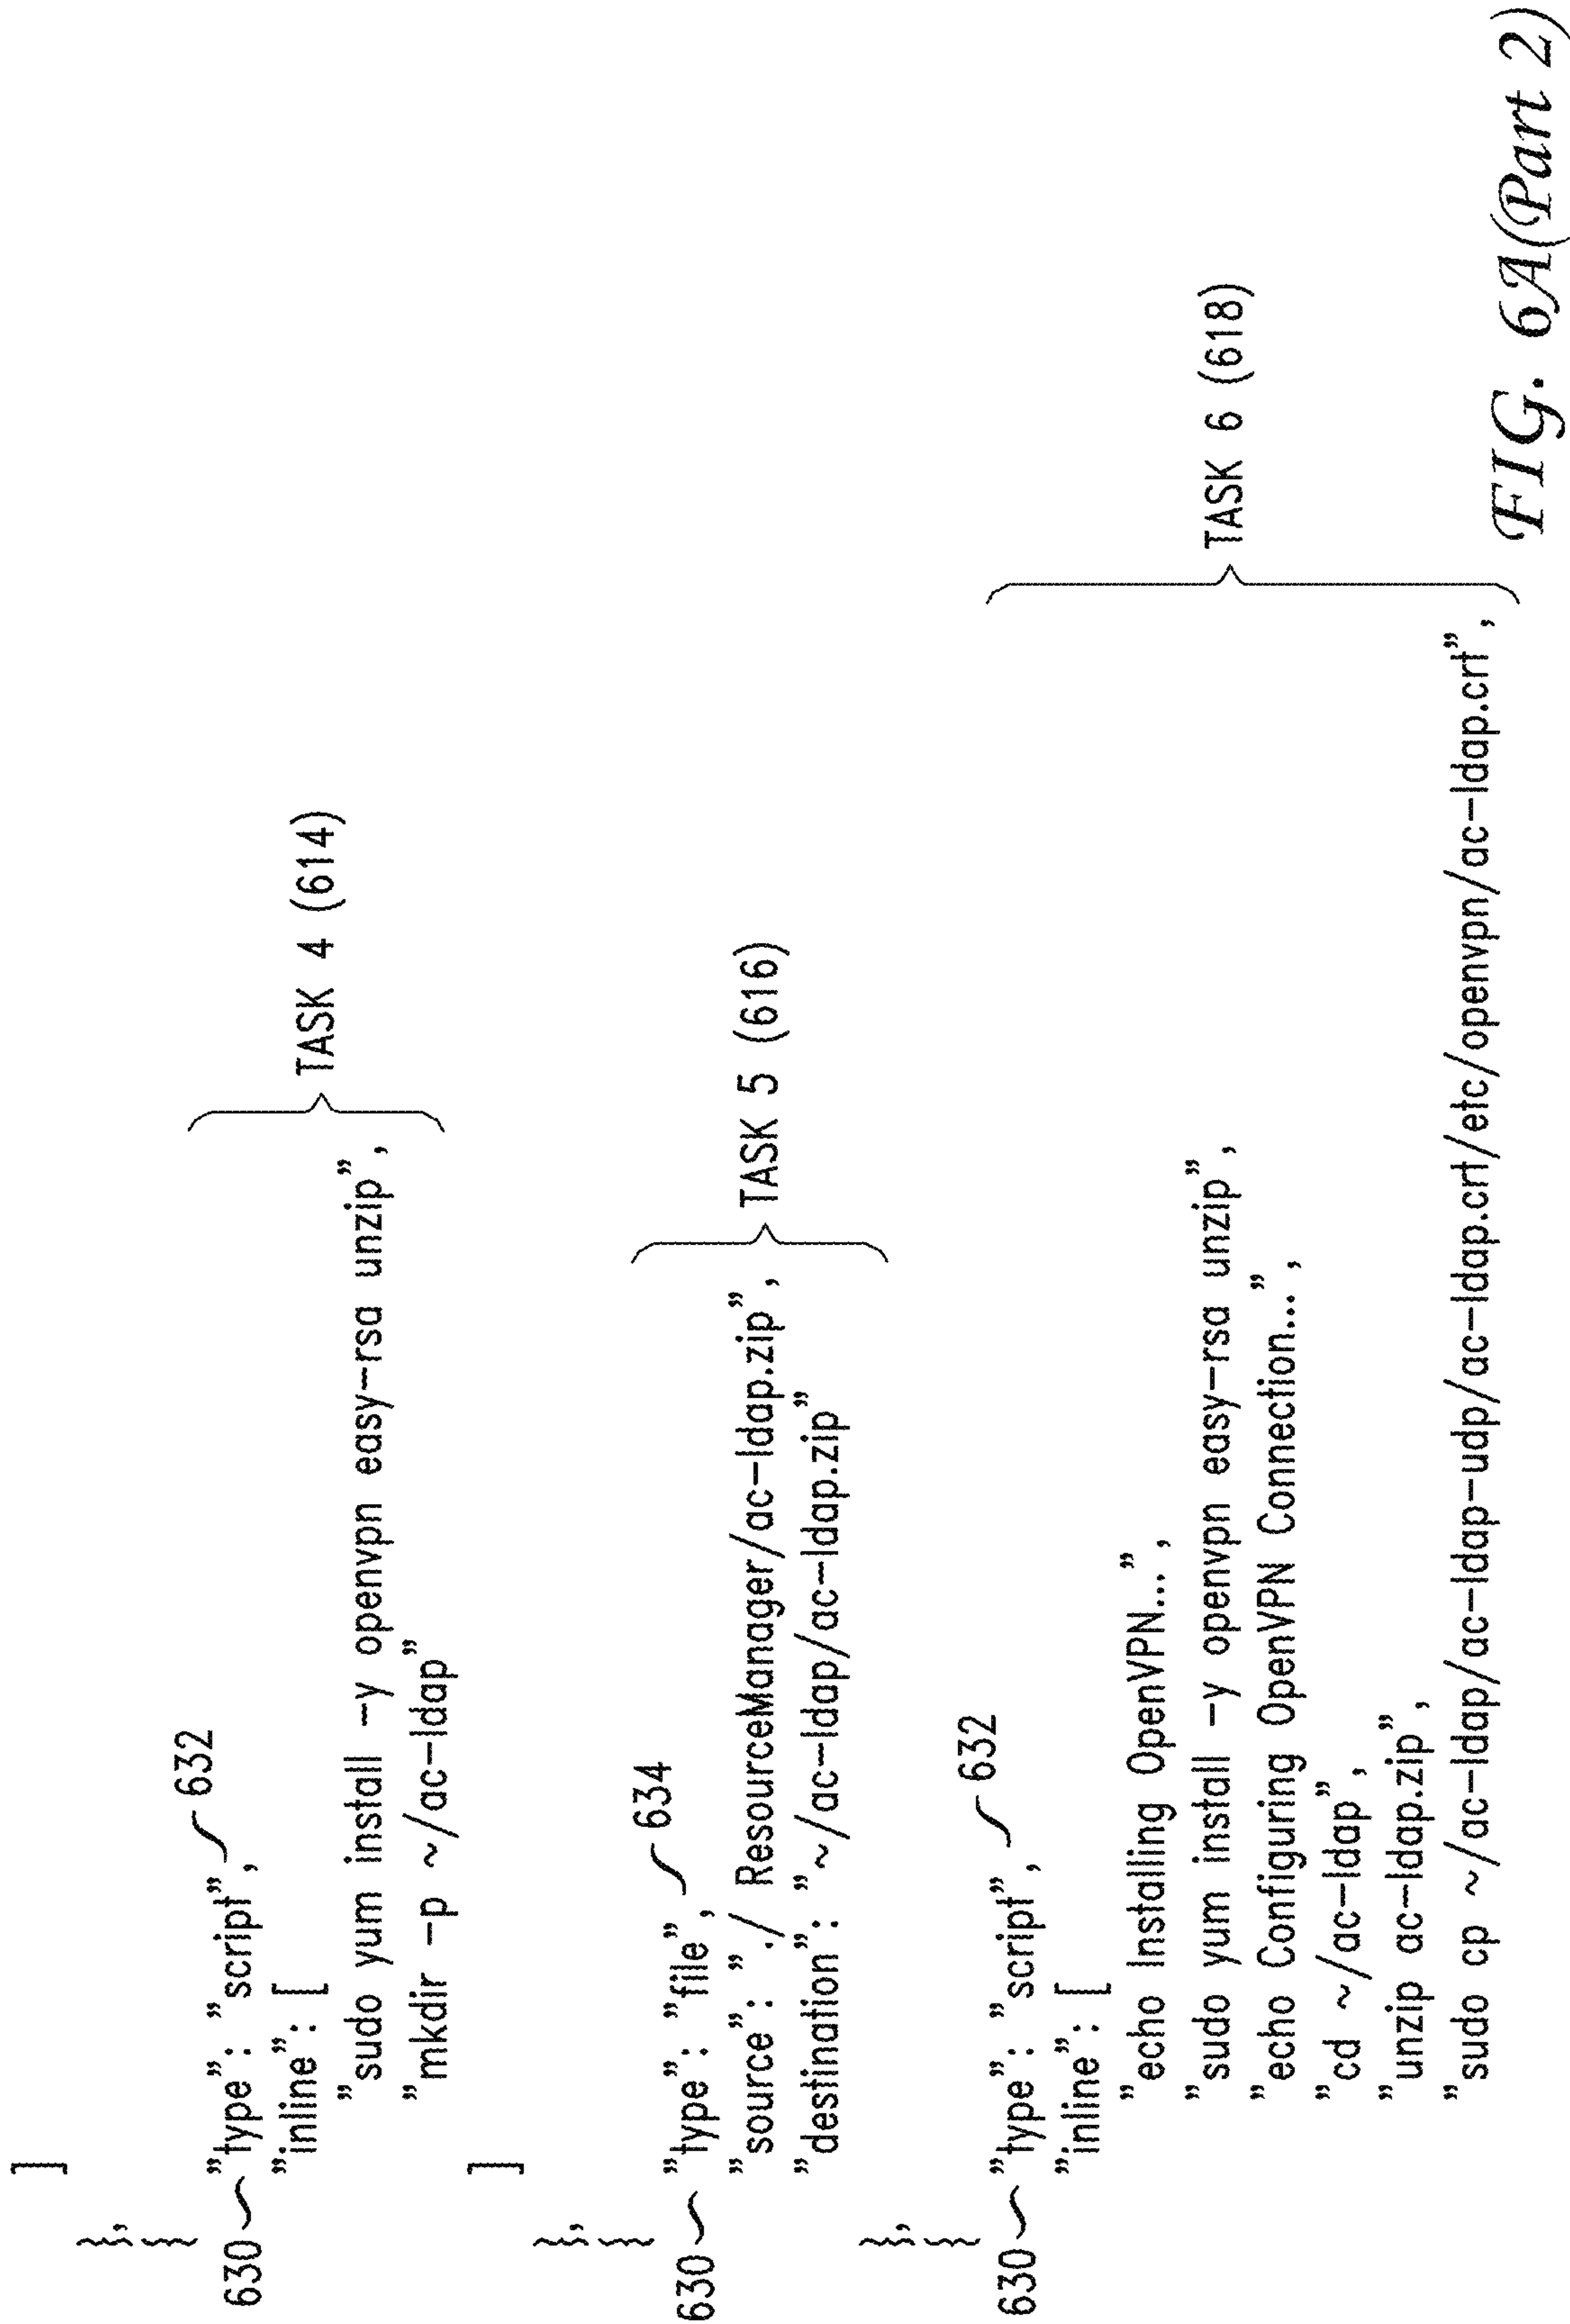 ]
},
{
630 "type": "script", 632
"inline": [
"sudo yum install -y openvpn easy-rsa unzip",
"mkdir -p ~/ac-ldap"
TASK 4 (614)
]
},
{
630 "type": "file", 634
"source": "./ ResourceManager/ac-ldap.zip",
"destination": "~/ac-ldap/ac-ldap.zip"
TASK 5 (616)
},
{
630 "type": "script", 632
"inline": [
"echo Installing OpenVPN...",
"sudo yum install -y openvpn easy-rsa unzip",
"echo Configuring OpenVPN Connection...",
"cd ~/ac-ldap",
"unzip ac-ldap.zip",
"sudo cp ~/ac-ldap/ac-ldap-udp/ac-ldap.crt/etc/openvpn/ac-ldap.crt",
TASK 6 (618)
FIG. 6A(Part 2)